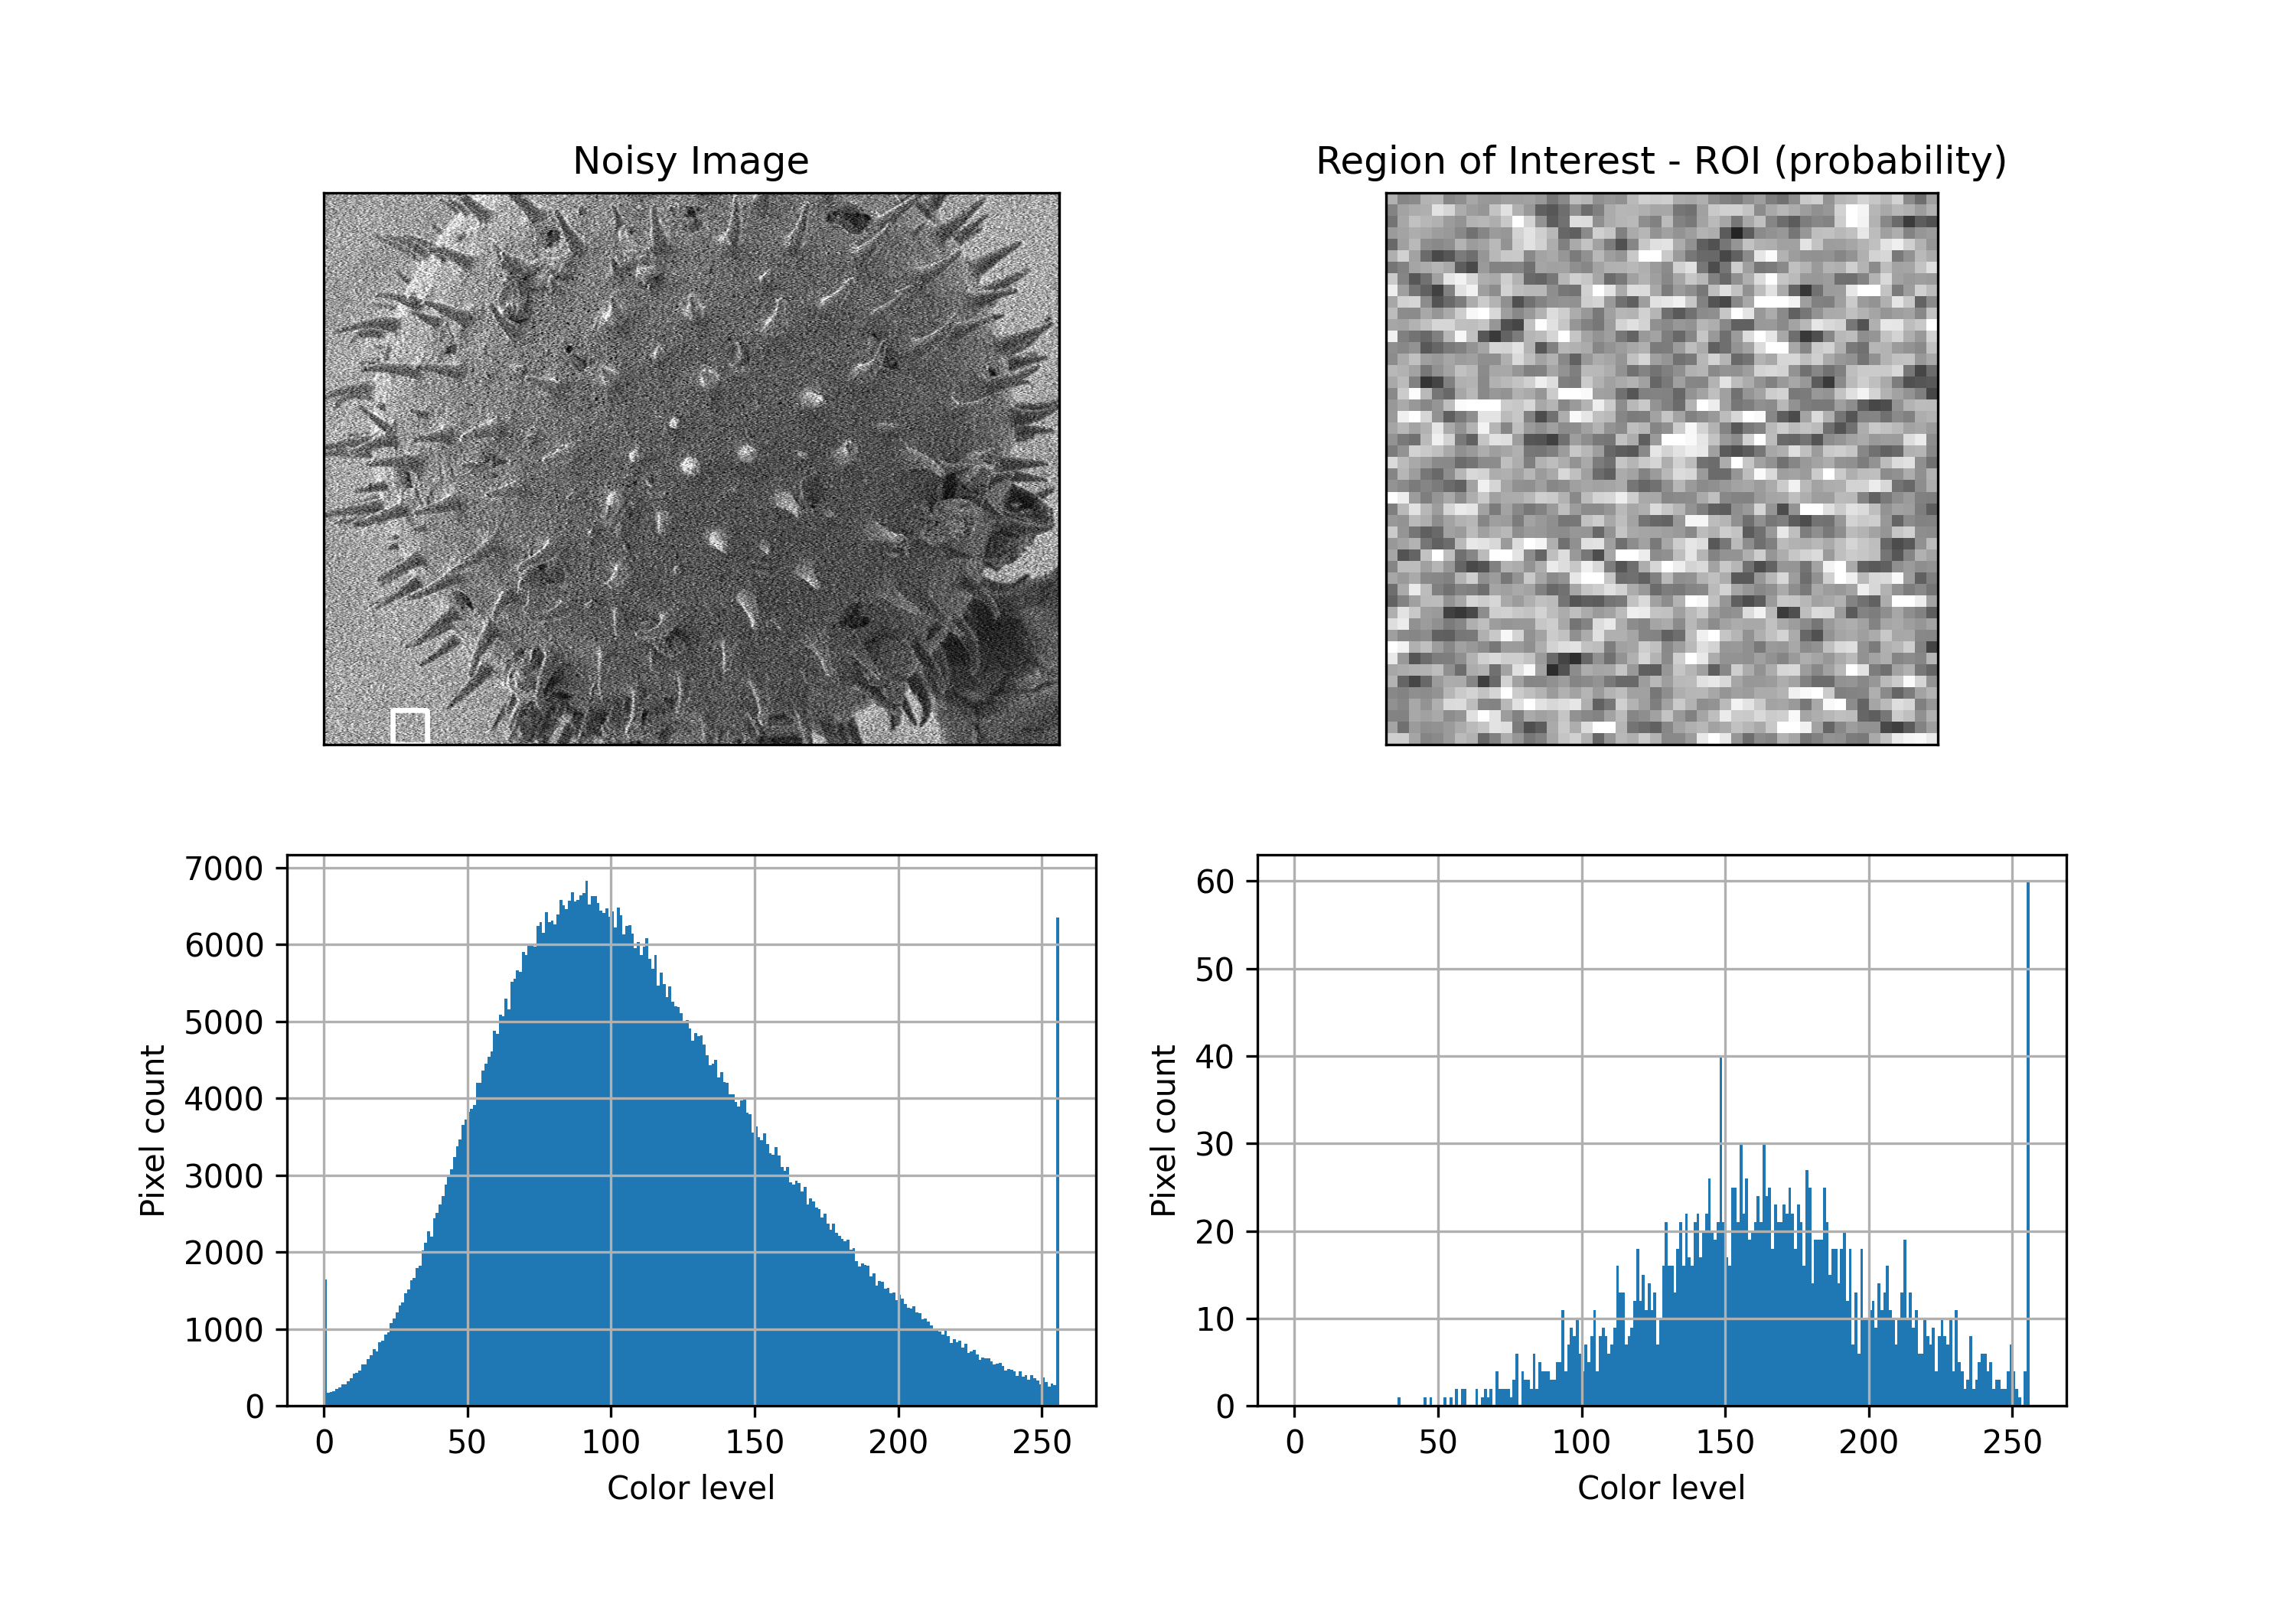 Noisy Image
Region of Interest - ROI (probability)
7000
6000
5000
4000
3000
2000
1000
0
Pixel count
0 50 100 150 200 250
Color level
60
50
40
30
20
10
0
Pixel count
0 50 100 150 200 250
Color level